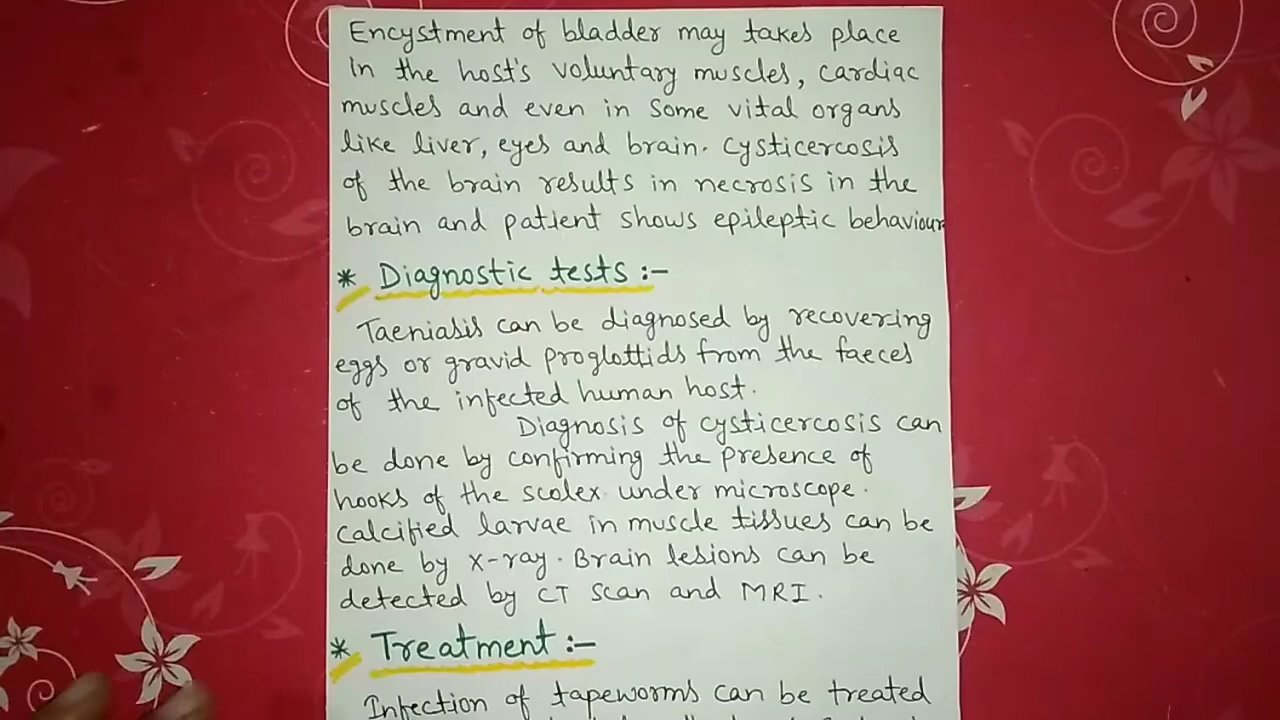 Encystment of bladder may takes place
in the host's voluntary muscles, cardiac
muscles and even in some vital organs
like liver, eyes and brain. Cysticercosis
of the brain results in necrosis in the
brain and patient shows epileptic behaviour
* Diagnostic tests :-
Taeniasis can be diagnosed by recovering
eggs or gravid proglottids from the faeces
of the infected human host.
Diagnosis of cysticercosis can
be done by confirming the presence of
hooks of the scolex under microscope.
Calcified larvae in muscle tissues can be
done by X-ray. Brain lesions can be
detected by CT Scan and MRI.
* Treatment :-
Infection of tapeworms can be treated